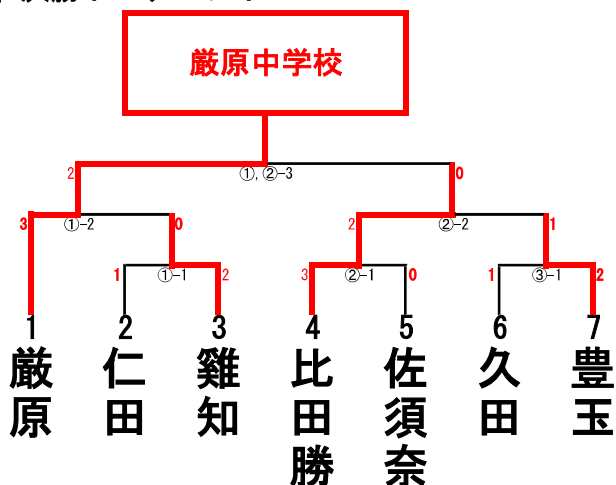 厳原中学校
2 ①,②-3 0
3 ①-2 0 2 ②-2 1
1 ①-1 2 3 ②-1 0 1 ③-1 2
1 2 3 4 5 6 7
厳原 仁田 雞知 比田勝 佐須奈 久田 豊玉